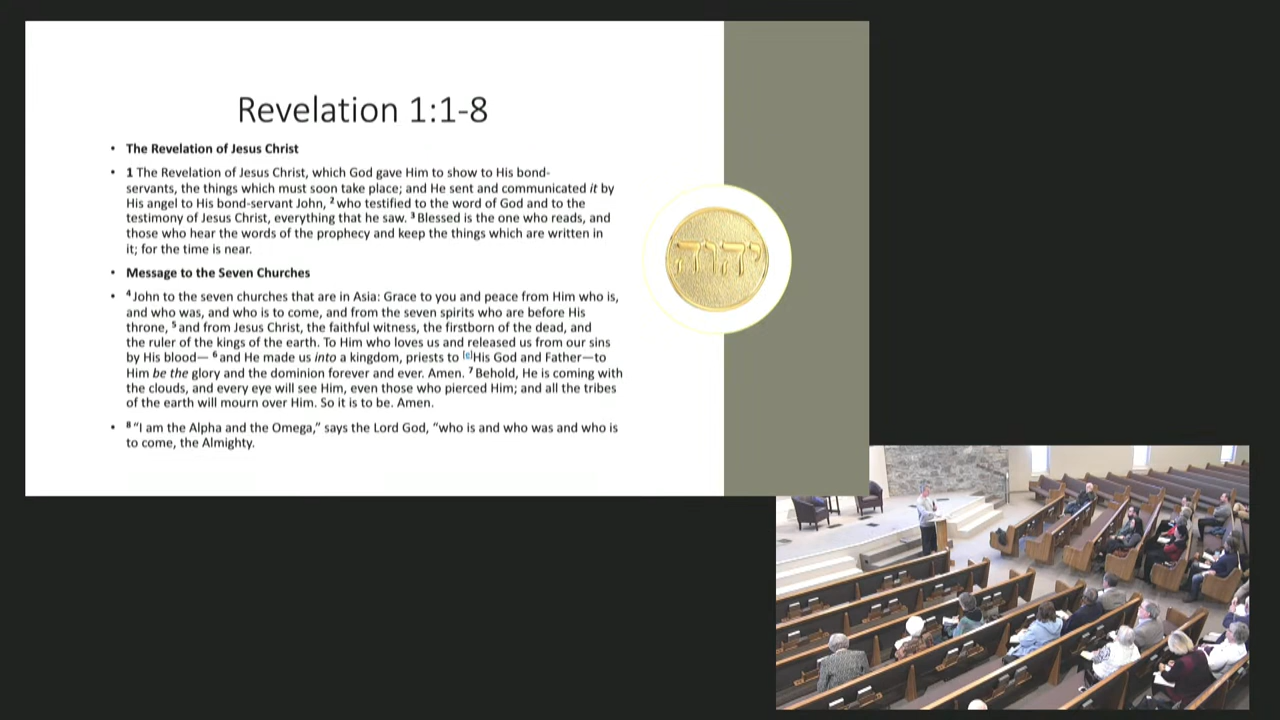 Revelation 1:1-8
• The Revelation of Jesus Christ
• 1 The Revelation of Jesus Christ, which God gave Him to show to His bond-
servants, the things which must soon take place; and He sent and communicated it by
His angel to His bond-servant John, 2 who testified to the word of God and to the
testimony of Jesus Christ, everything that he saw. 3 Blessed is the one who reads, and
those who hear the words of the prophecy and keep the things which are written in
it; for the time is near.
• Message to the Seven Churches
• 4 John to the seven churches that are in Asia: Grace to you and peace from Him who is,
and who was, and who is to come, and from the seven spirits who are before His
throne, 5 and from Jesus Christ, the faithful witness, the firstborn of the dead, and
the ruler of the kings of the earth. To Him who loves us and released us from our sins
by His blood— 6 and He made us into a kingdom, priests to [c]His God and Father—to
Him be the glory and the dominion forever and ever. Amen. 7 Behold, He is coming with
the clouds, and every eye will see Him, even those who pierced Him; and all the tribes
of the earth will mourn over Him. So it is to be. Amen.
• 8 “I am the Alpha and the Omega,” says the Lord God, “who is and who was and who is
to come, the Almighty.
יהוה